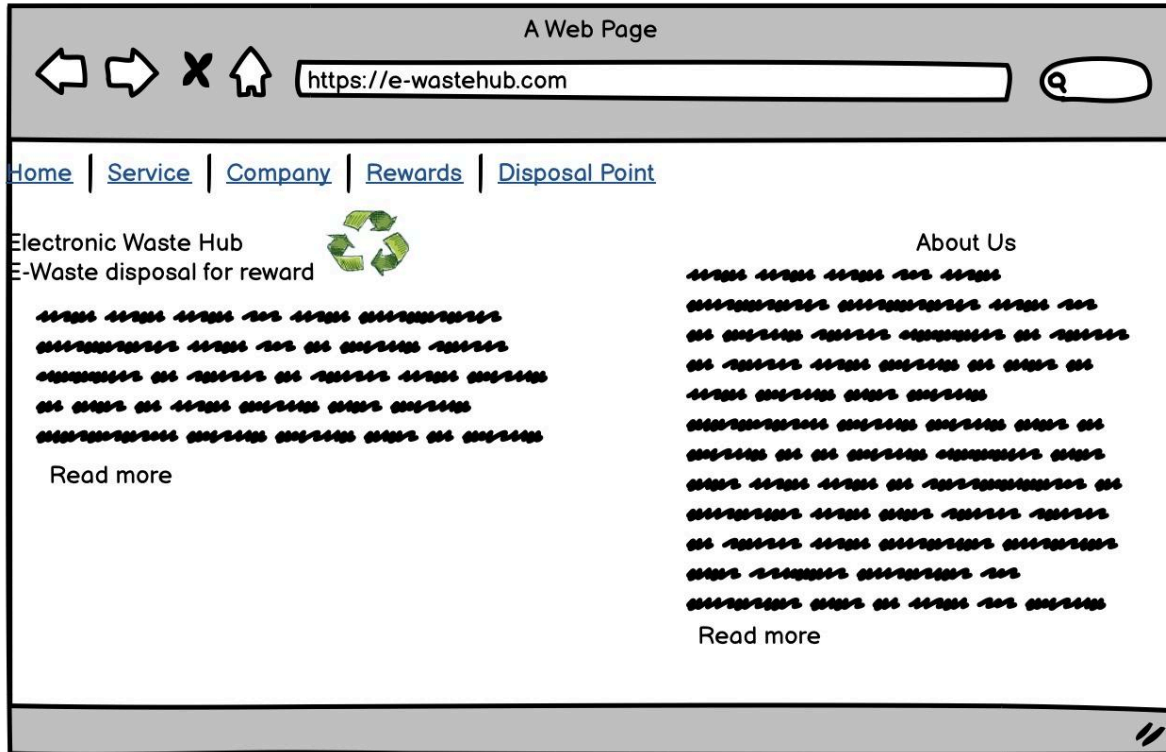 A Web Page
https://e-wastehub.com
Home | Service | Company | Rewards | Disposal Point
Electronic Waste Hub
E-Waste disposal for reward
Read more
About Us
Read more